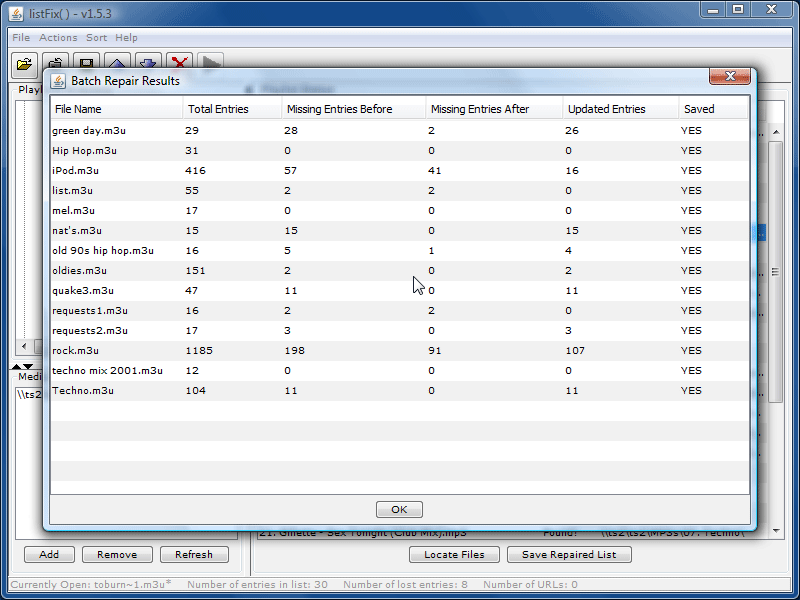 listFix( ) - v1.5.3
File Actions Sort Help
Batch Repair Results
Playl
File Name Total Entries Missing Entries Before Missing Entries After Updated Entries Saved
green day.m3u 29 28 2 26 YES
Hip Hop.m3u 31 0 0 0 YES
iPod.m3u 416 57 41 16 YES
list.m3u 55 2 2 0 YES
mel.m3u 17 0 0 0 YES
nat's.m3u 15 15 0 15 YES
old 90s hip hop.m3u 16 5 1 4 YES
oldies.m3u 151 2 0 2 YES
quake3.m3u 47 11 0 11 YES
requests1.m3u 16 2 2 0 YES
requests2.m3u 17 3 0 3 YES
rock.m3u 1185 198 91 107 YES
techno mix 2001.m3u 12 0 0 0 YES
Techno.m3u 104 11 0 11 YES
Medi
\\ts2
OK
21. Ginette - Sex Tonight (Club Mix).mp3 Found! \\ts2\ts2\MP3s\07. Techno\
Add Remove Refresh Locate Files Save Repaired List
Currently Open: toburn~1.m3u* Number of entries in list: 30 Number of lost entries: 8 Number of URLs: 0